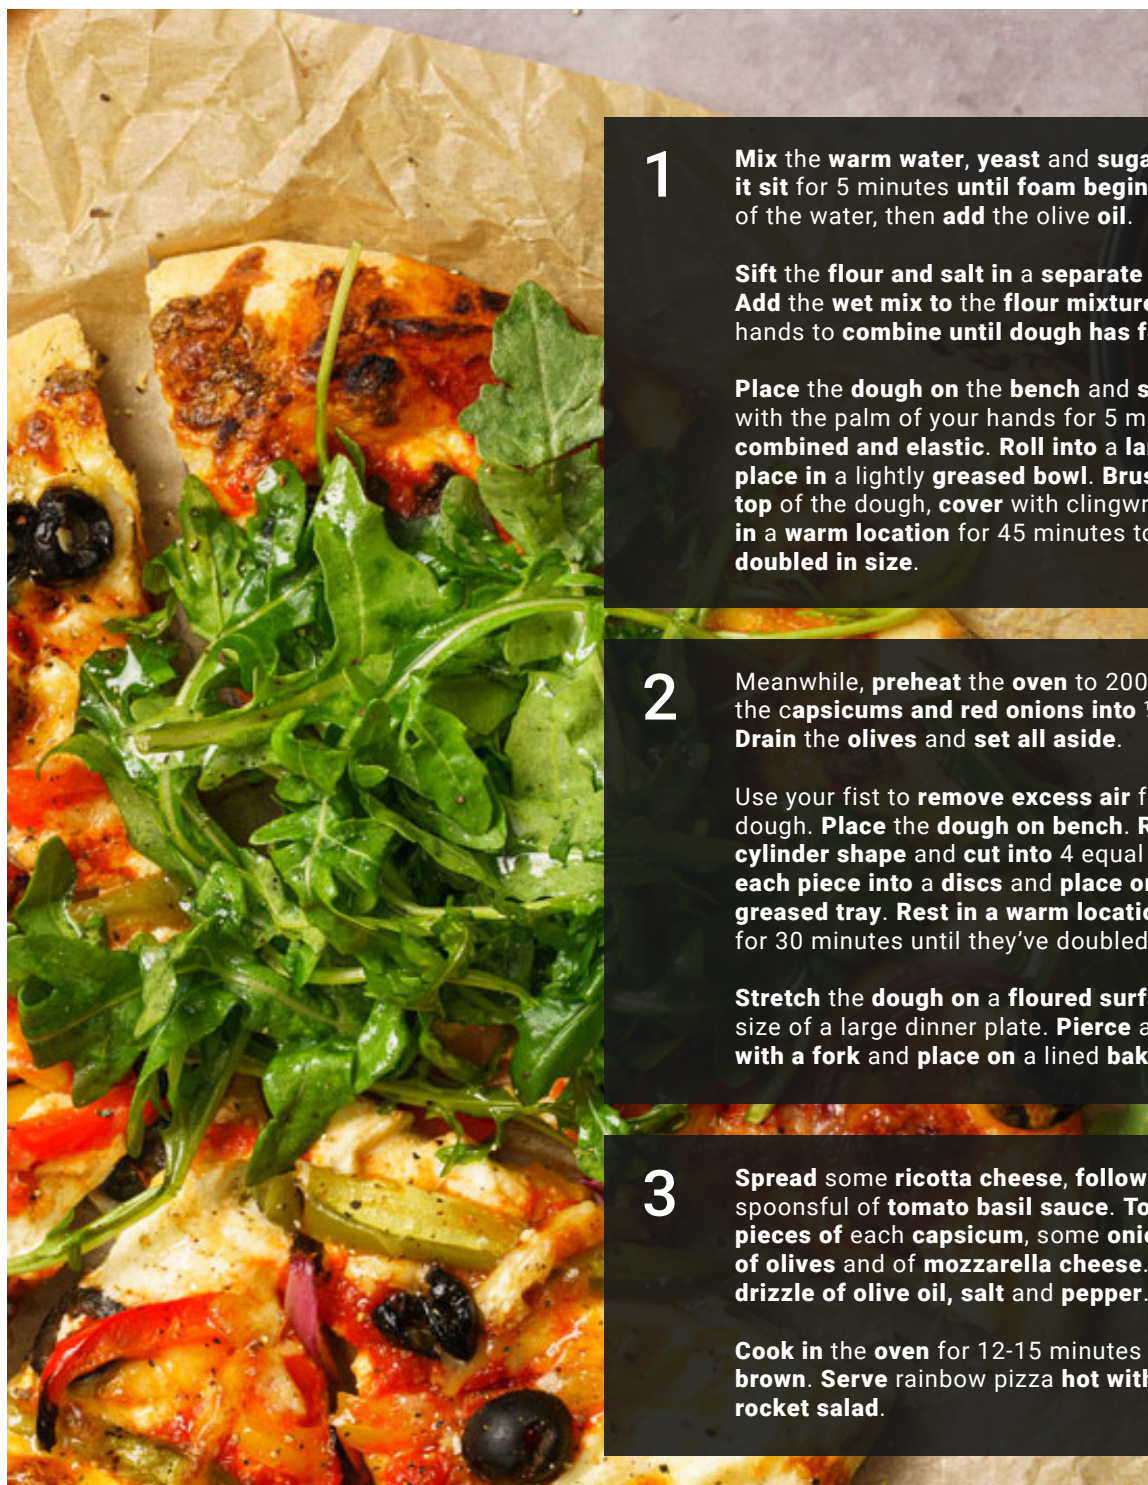 1
Mix the warm water, yeast and
it sit for 5 minutes until foam
of the water, then add the olive oil.
Sift the flour and salt in a separate
Add the wet mix to the flour
hands to combine until dough has
Place the dough on the bench and
with the palm of your hands for 5
combined and elastic. Roll into a
place in a lightly greased bowl.
top of the dough, cover with
in a warm location for 45 minutes
doubled in size.
2
Meanwhile, preheat the oven to 200
the capsicums and red onions into
Drain the olives and set all aside.
Use your fist to remove excess air
dough. Place the dough on bench.
cylinder shape and cut into 4 equal
each piece into a discs and place
greased tray. Rest in a warm
for 30 minutes until they’ve doubled
Stretch the dough on a floured
size of a large dinner plate. Pierce
with a fork and place on a lined
3
Spread some ricotta cheese,
spoonsful of tomato basil sauce.
pieces of each capsicum, some
of olives and of mozzarella cheese.
drizzle of olive oil, salt and pepper.
Cook in the oven for 12-15 minutes
brown. Serve rainbow pizza hot
rocket salad.